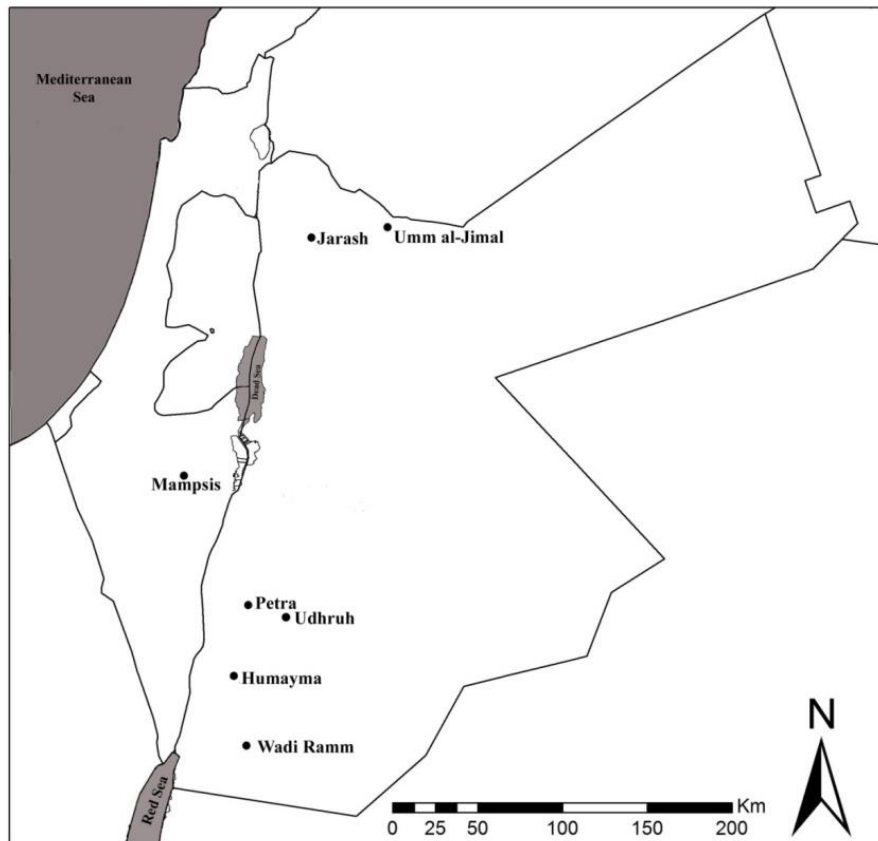 Mediterranean
Sea
Jarash
Umm al-Jimal
Dead Sea
Mampsis
Petra
Udhruh
Humayma
Wadi Ramm
Red Sea
N
Km
0 25 50 100 150 200